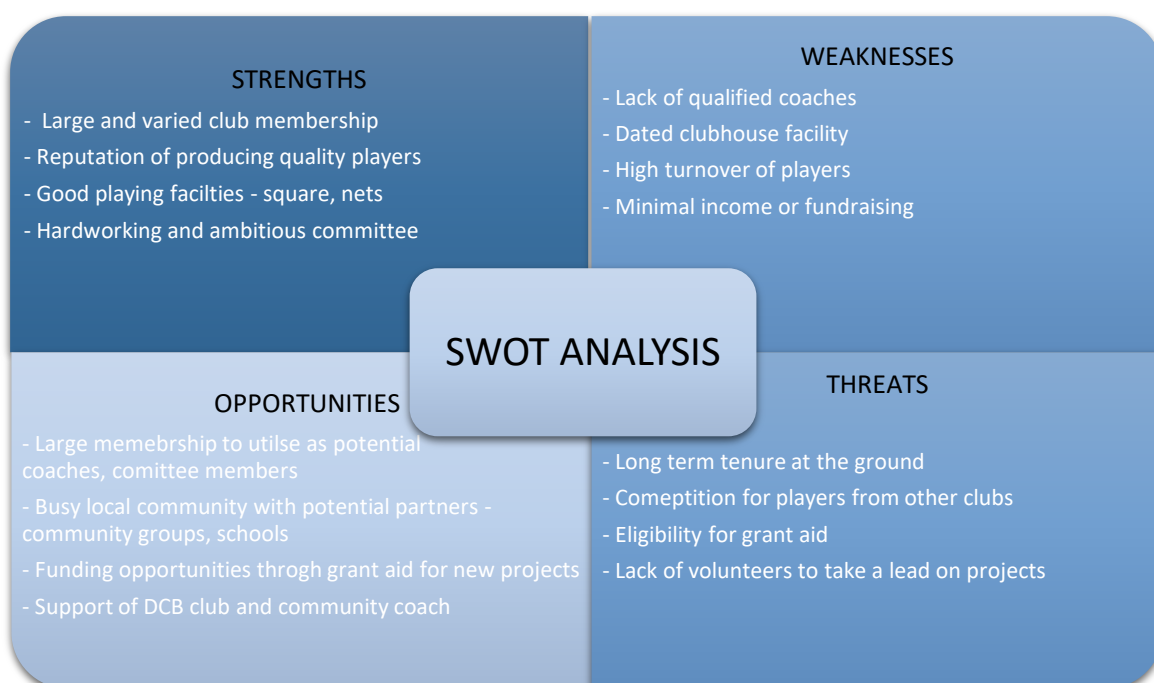 STRENGTHS
- Large and varied club membership
- Reputation of producing quality players
- Good playing facilties - square, nets
- Hardworking and ambitious committee
WEAKNESSES
- Lack of qualified coaches
- Dated clubhouse facility
- High turnover of players
- Minimal income or fundraising
SWOT ANALYSIS
OPPORTUNITIES
- Large memebrship to utilse as potential
coaches, comittee members
- Busy local community with potential partners -
community groups, schools
- Funding opportunities throgh grant aid for new projects
- Support of DCB club and community coach
THREATS
- Long term tenure at the ground
- Comeptition for players from other clubs
- Eligibility for grant aid
- Lack of volunteers to take a lead on projects